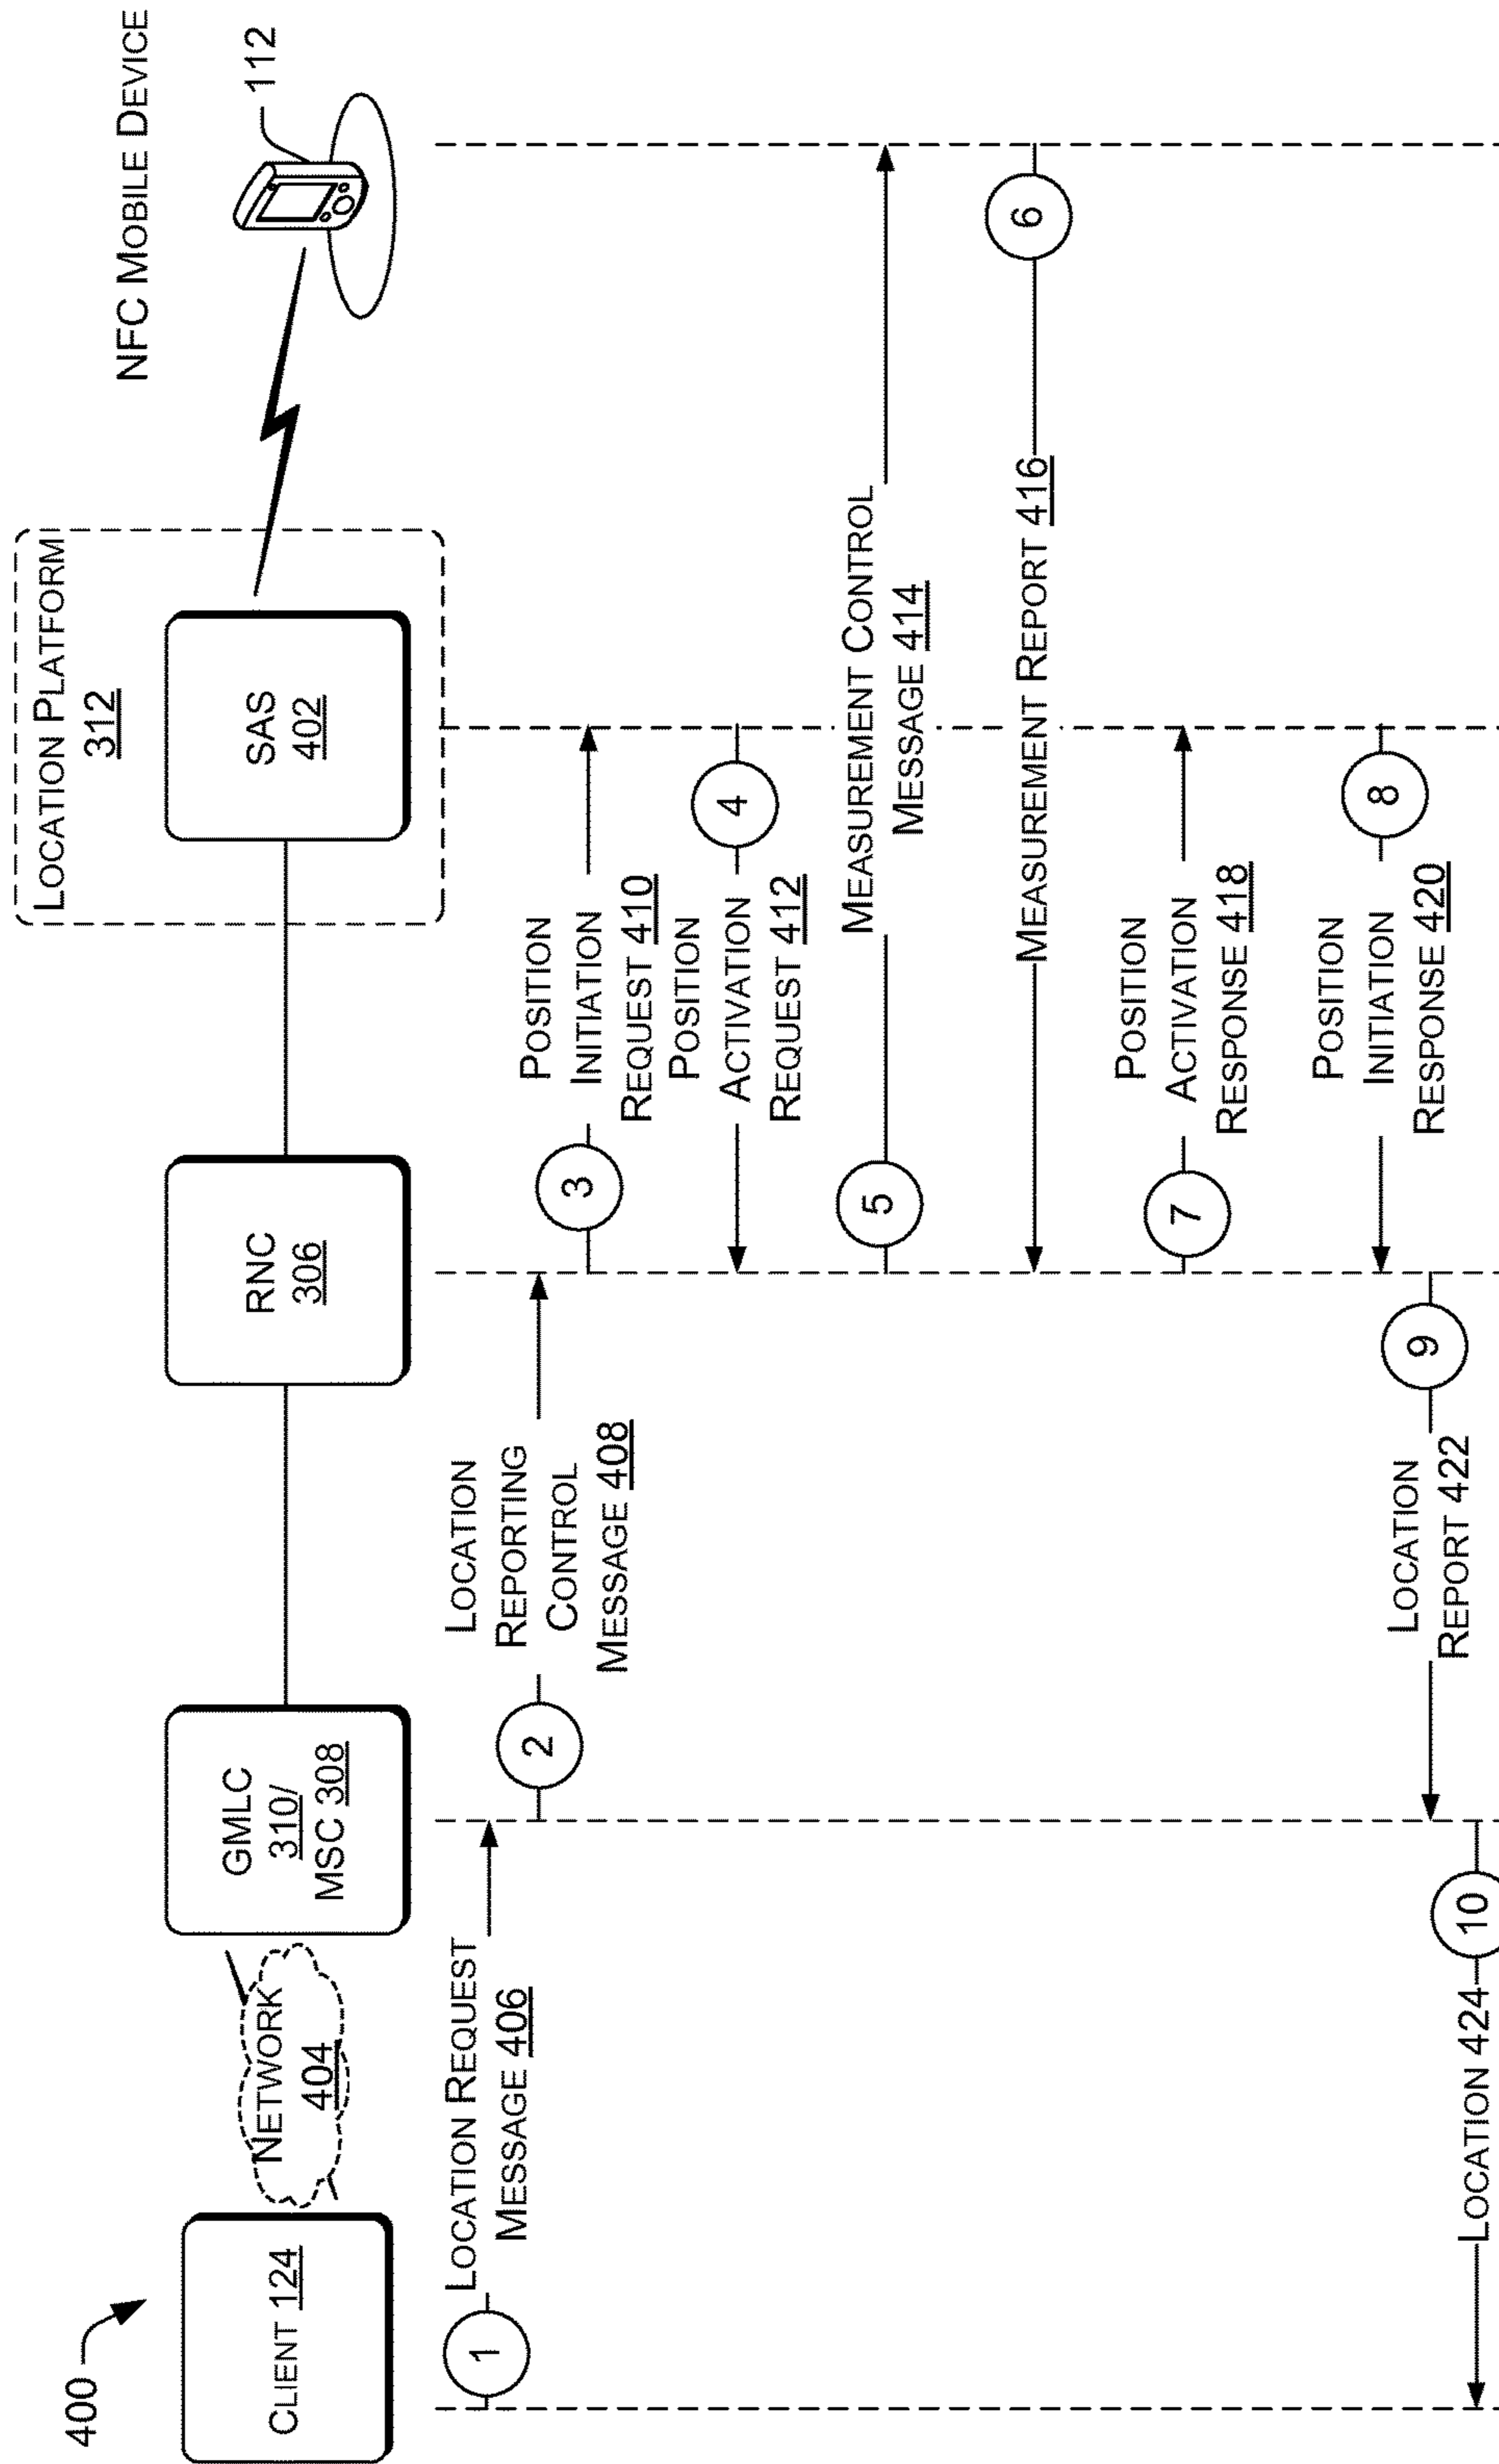 400
CLIENT 124
NETWORK
404
GMLC
310/
MSC 308
RNC
306
LOCATION PLATFORM
312
SAS
402
NFC MOBILE DEVICE
112
1
LOCATION REQUEST
MESSAGE 406
2
LOCATION
REPORTING
CONTROL
MESSAGE 408
3
POSITION
INITIATION
REQUEST 410
4
POSITION
ACTIVATION
REQUEST 412
5
MEASUREMENT CONTROL
MESSAGE 414
6
MEASUREMENT REPORT 416
7
POSITION
ACTIVATION
RESPONSE 418
8
POSITION
INITIATION
RESPONSE 420
9
LOCATION
REPORT 422
10
LOCATION 424